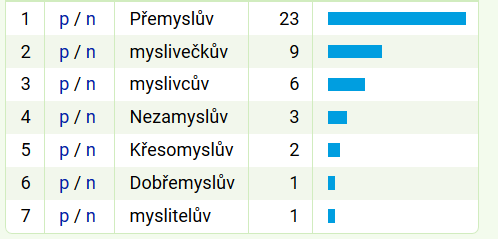 1 p / n Přemyslův 23
2 p / n myslivečkův 9
3 p / n myslivcův 6
4 p / n Nezamyslův 3
5 p / n Křesomyslův 2
6 p / n Dobřemyslův 1
7 p / n myslitelův 1